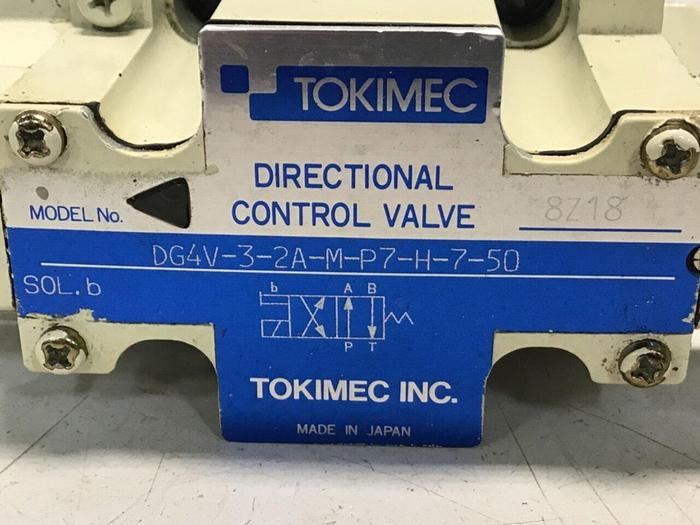 TOKIMEC
DIRECTIONAL
CONTROL VALVE
8Z18
MODEL No.
DG4V-3-2A-M-P7-H-7-50
SOL.b
b A B
P T
TOKIMEC INC.
MADE IN JAPAN